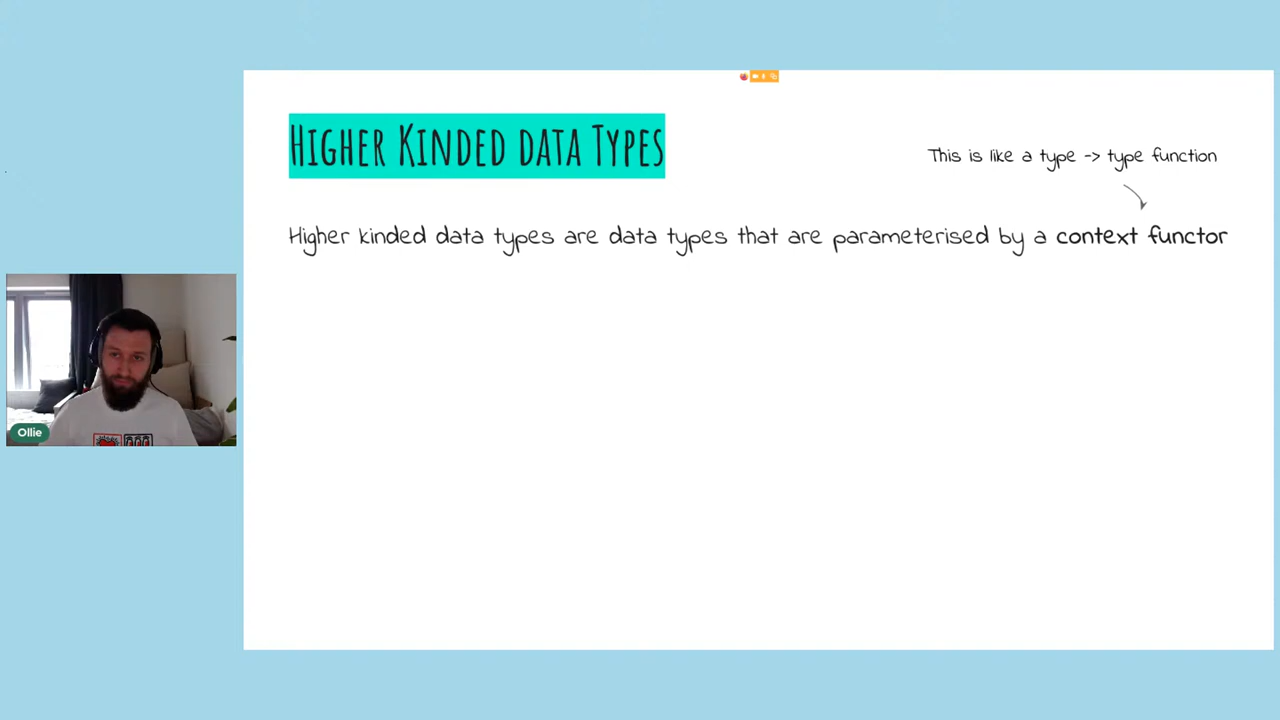 Higher Kinded data Types
This is like a type -> type function
Higher kinded data types are data types that are parameterised by a context functor
Ollie